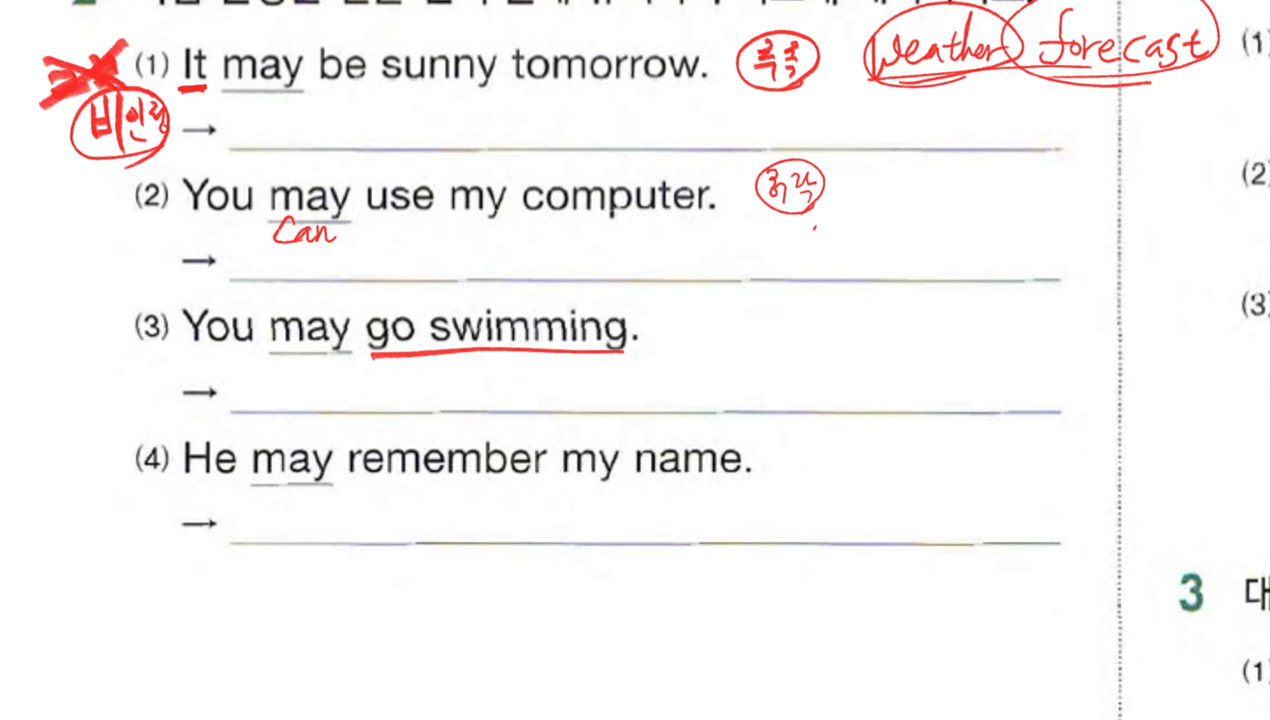 (1) It may be sunny tomorrow. 추측 Weather forecast (1)
비인칭 →
(2) You may use my computer. 허락 (2)
Can
→
(3) You may go swimming. (3)
→
(4) He may remember my name.
→
3 대
(1)